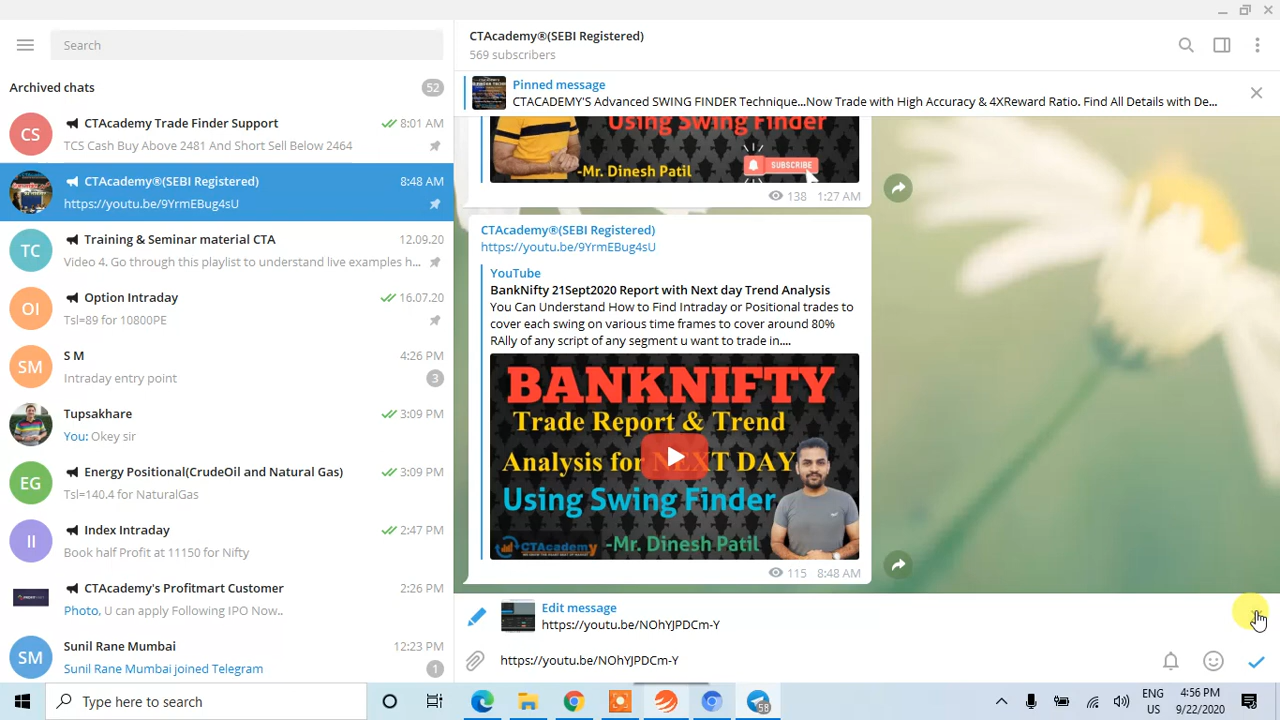 Search
Archived chats
52
CS
CTAcademy Trade Finder Support
8:01 AM
TCS Cash Buy Above 2481 And Short Sell Below 2464
CTAcademy®(SEBI Registered)
8:48 AM
https://youtu.be/9YrmEBug4sU
TC
Training & Seminar material CTA
12.09.20
Video 4. Go through this playlist to understand live examples h...
OI
Option Intraday
16.07.20
Tsl=89 for 10800PE
SM
S M
4:26 PM
Intraday entry point
3
Tupsakhare
3:09 PM
You: Okey sir
EG
Energy Positional(CrudeOil and Natural Gas)
3:09 PM
Tsl=140.4 for NaturalGas
II
Index Intraday
2:47 PM
Book half Profit at 11150 for Nifty
CTAcademy's Profitmart Customer
2:26 PM
Photo, U can apply Following IPO Now..
SM
Sunil Rane Mumbai
12:23 PM
Sunil Rane Mumbai joined Telegram
1
CTAcademy®(SEBI Registered)
569 subscribers
Pinned message
CTACADEMY'S Advanced SWING FINDER Technique...Now Trade with High Accuracy & 4xReward Ratio. Find All Details With De...
Using Swing Finder
SUBSCRIBE
-Mr. Dinesh Patil
138 1:27 AM
CTAcademy®(SEBI Registered)
https://youtu.be/9YrmEBug4sU
YouTube
BankNifty 21Sept2020 Report with Next day Trend Analysis
You Can Understand How to Find Intraday or Positional trades to
cover each swing on various time frames to cover around 80%
RAlly of any script of any segment u want to trade in....
BANKNIFTY
Trade Report & Trend
Analysis for NEXT DAY
Using Swing Finder
CTAcademy -Mr. Dinesh Patil
115 8:48 AM
Edit message
https://youtu.be/NOhYJPDCm-Y
https://youtu.be/NOhYJPDCm-Y
Type here to search
58
ENG
US
4:56 PM
9/22/2020